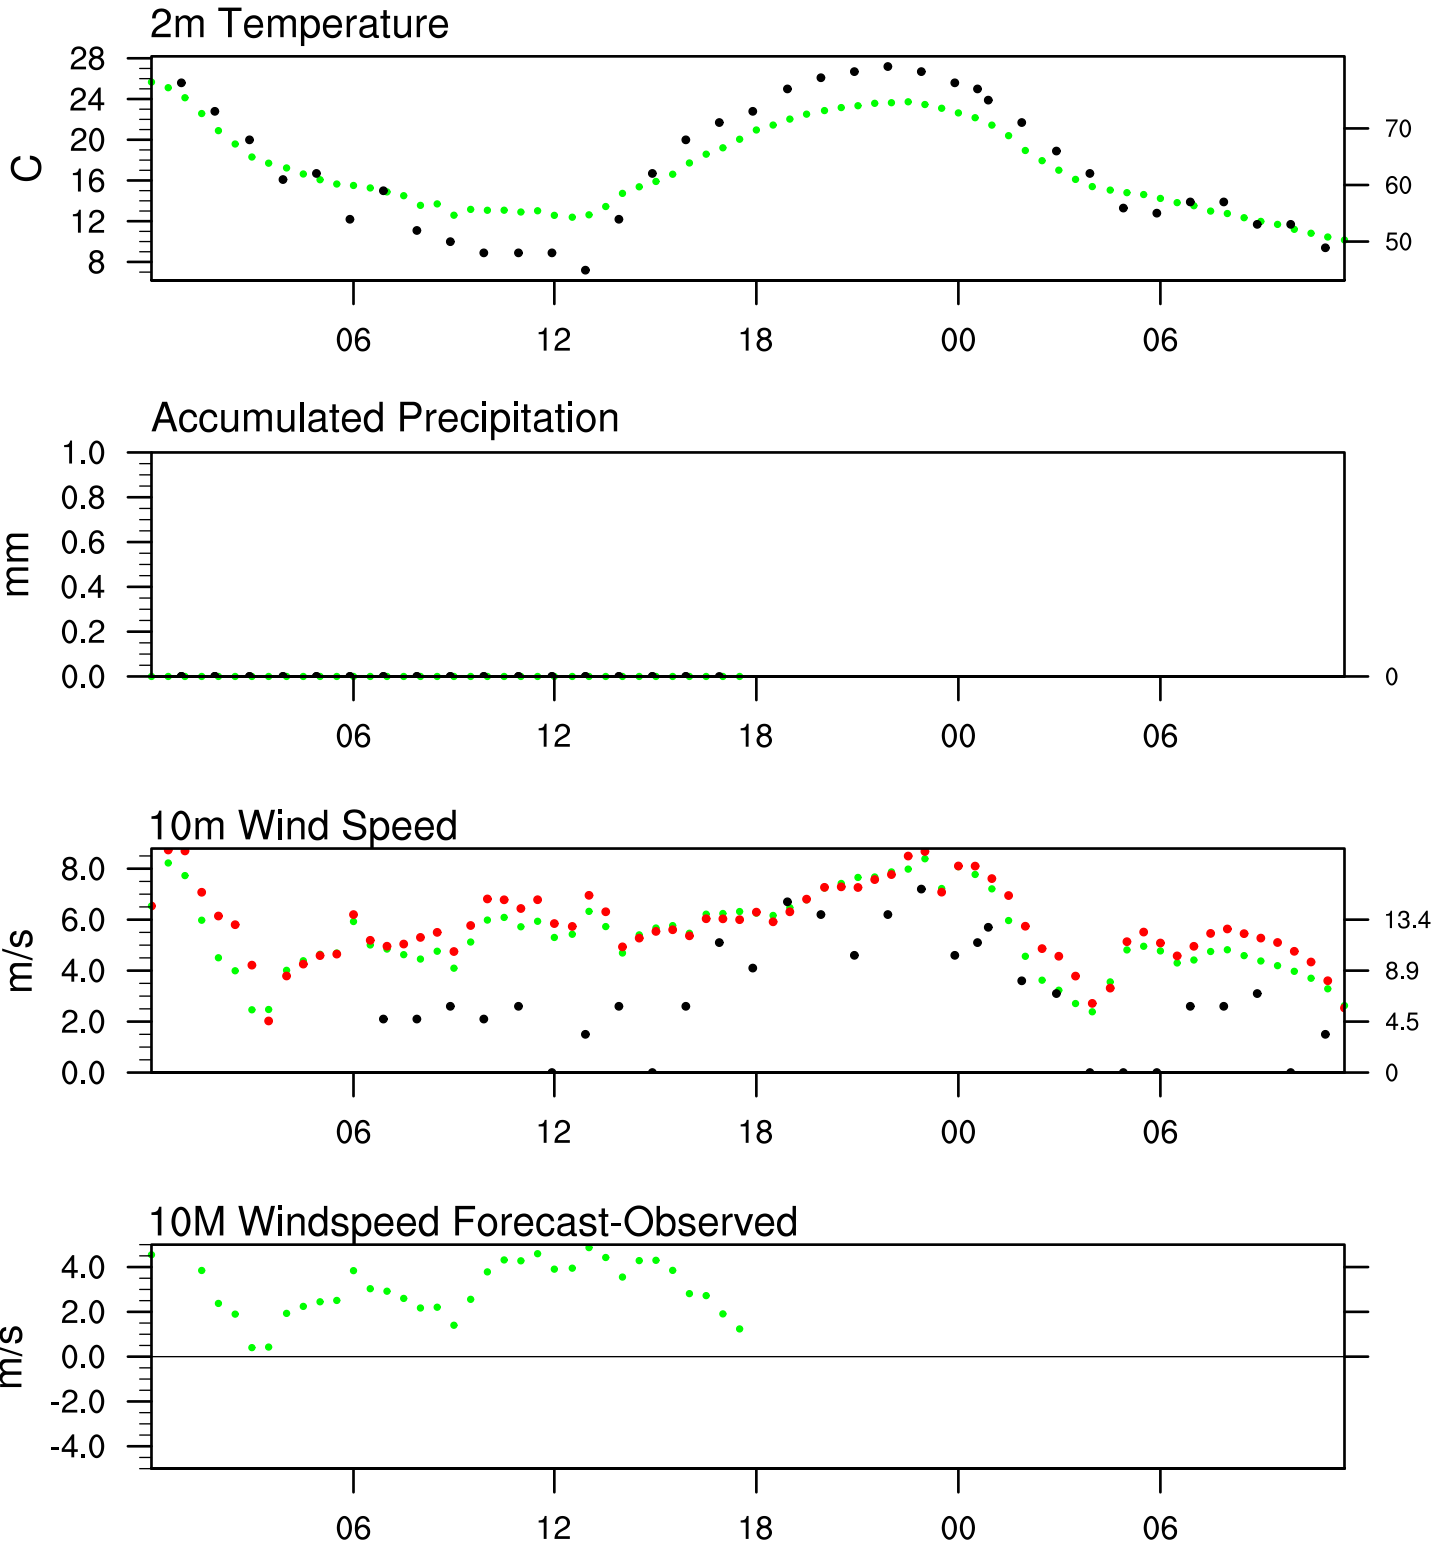 2m Temperature
28
24
20
16
12
8
C
70
60
50
06 12 18 00 06
Accumulated Precipitation
1.0
0.8
0.6
0.4
0.2
0.0
mm
0
06 12 18 00 06
10m Wind Speed
8.0
6.0
4.0
2.0
0.0
m/s
13.4
8.9
4.5
0
06 12 18 00 06
10M Windspeed Forecast-Observed
4.0
2.0
0.0
-2.0
-4.0
m/s
06 12 18 00 06